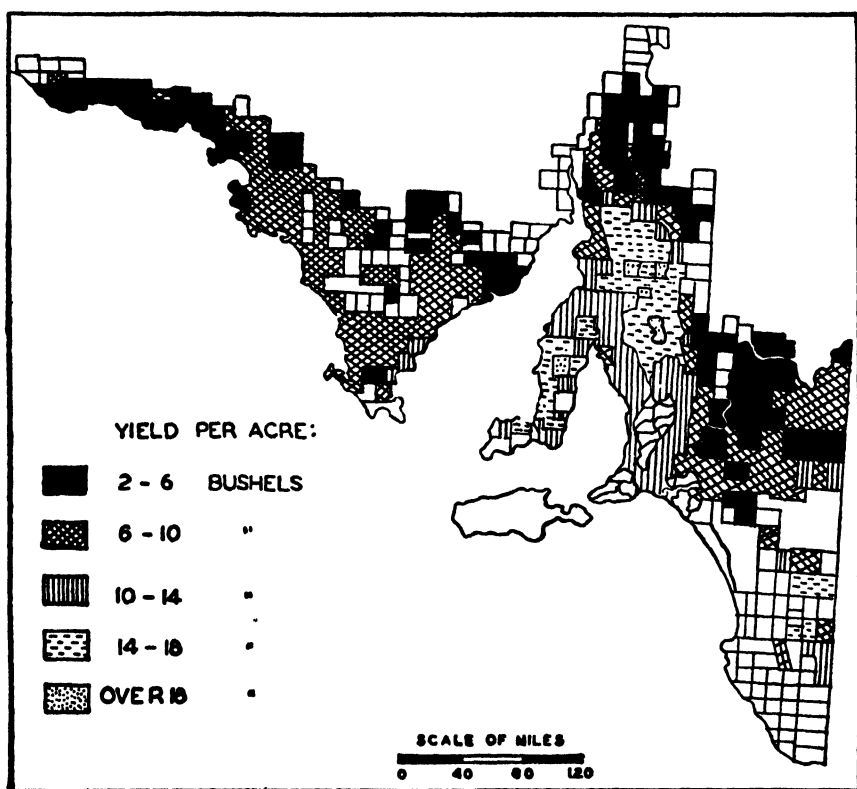 YIELD PER ACRE:
2 - 6 BUSHELS
6 - 10 "
10 - 14 "
14 - 18 "
OVER 18 "
SCALE OF MILES
0 40 80 120